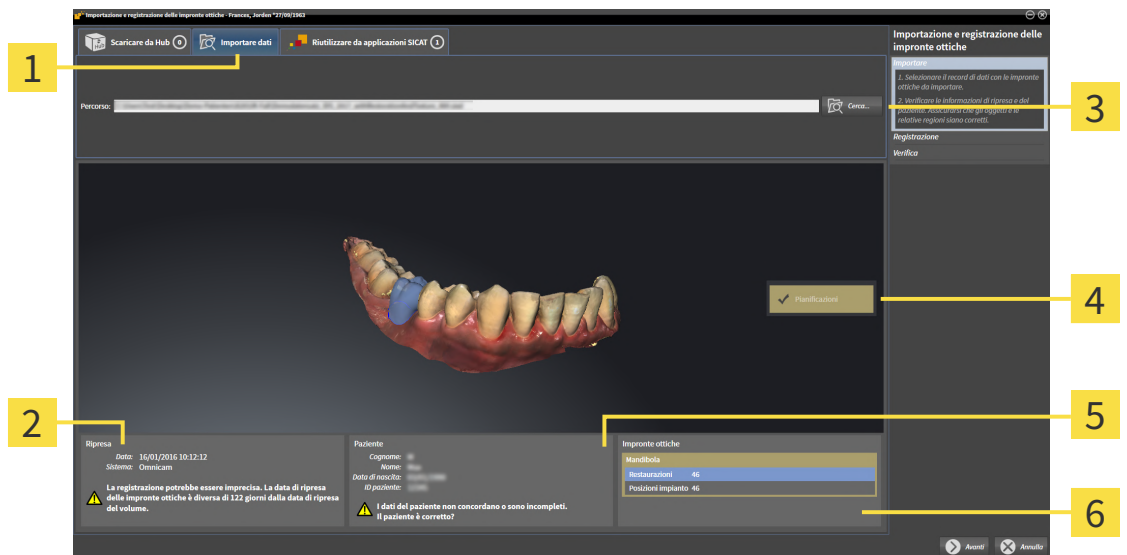 Importazione e registrazione delle impronte ottiche - Frances, Jorden *27/09/1963
Scaricare da Hub 0
Importare dati
Riutilizzare da applicazioni SICAT 1
Percorso:
Cerca...
Importazione e registrazione delle
impronte ottiche
Importare
1. Selezionare il record di dati con le impronte
ottiche da importare.
2. Verificare le informazioni di ripresa e del
paziente. Assicurarsi che gli oggetti e le
relative regioni siano corretti.
Registrazione
Verifica
1
3
Pianificazioni
4
2
5
6
Ripresa
Data: 16/01/2016 10:12:12
Sistema: Omnicam
La registrazione potrebbe essere imprecisa. La data di ripresa
delle impronte ottiche è diversa di 122 giorni dalla data di ripresa
del volume.
Paziente
Cognome:
Nome:
Data di nascita:
ID paziente:
I dati del paziente non concordano o sono incompleti.
Il paziente è corretto?
Impronte ottiche
Mandibola
Restaurazioni 46
Posizioni impianto 46
Avanti
Annulla